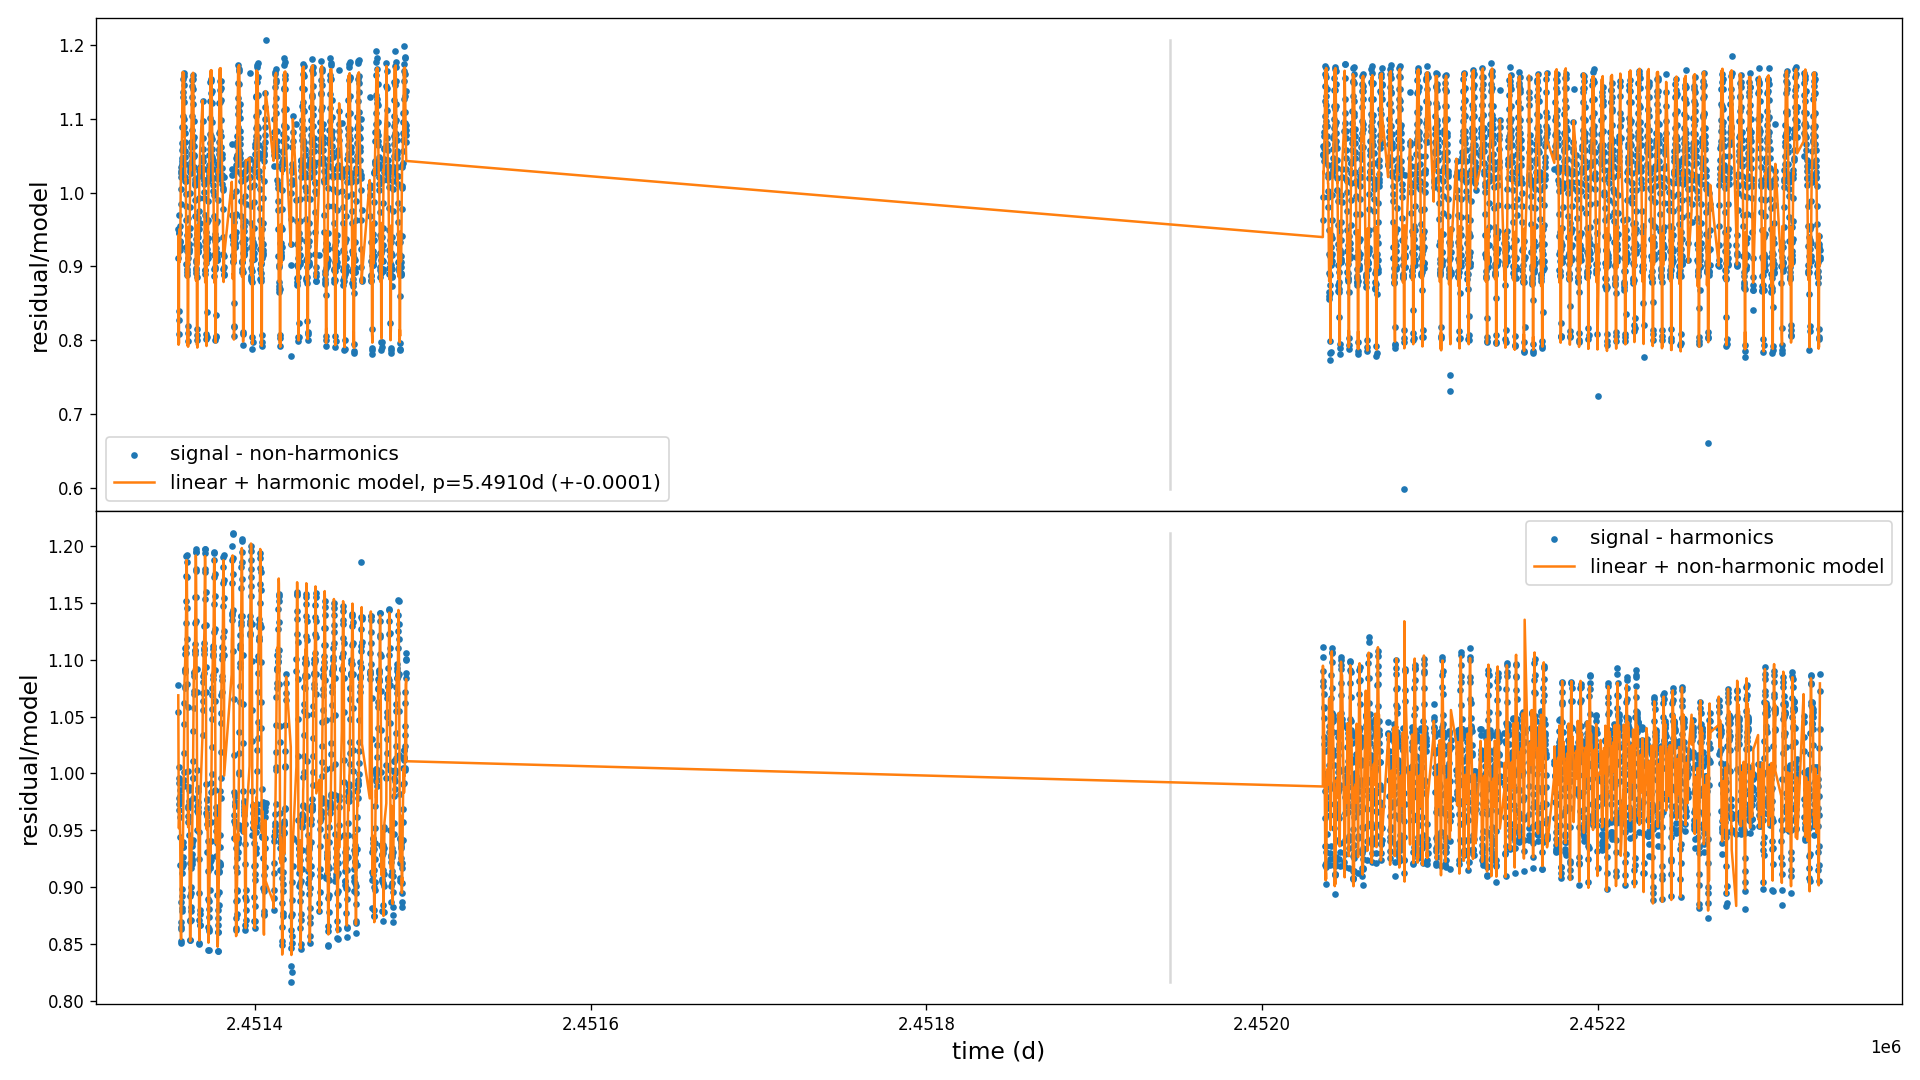 1.2
1.1
1.0
0.9
0.8
0.7
0.6
residual/model
signal - non-harmonics
linear + harmonic model, p=5.4910d (+-0.0001)
1.20
1.15
1.10
1.05
1.00
0.95
0.90
0.85
0.80
residual/model
signal - harmonics
linear + non-harmonic model
2.4514
2.4516
2.4518
2.4520
2.4522
time (d)
1e6